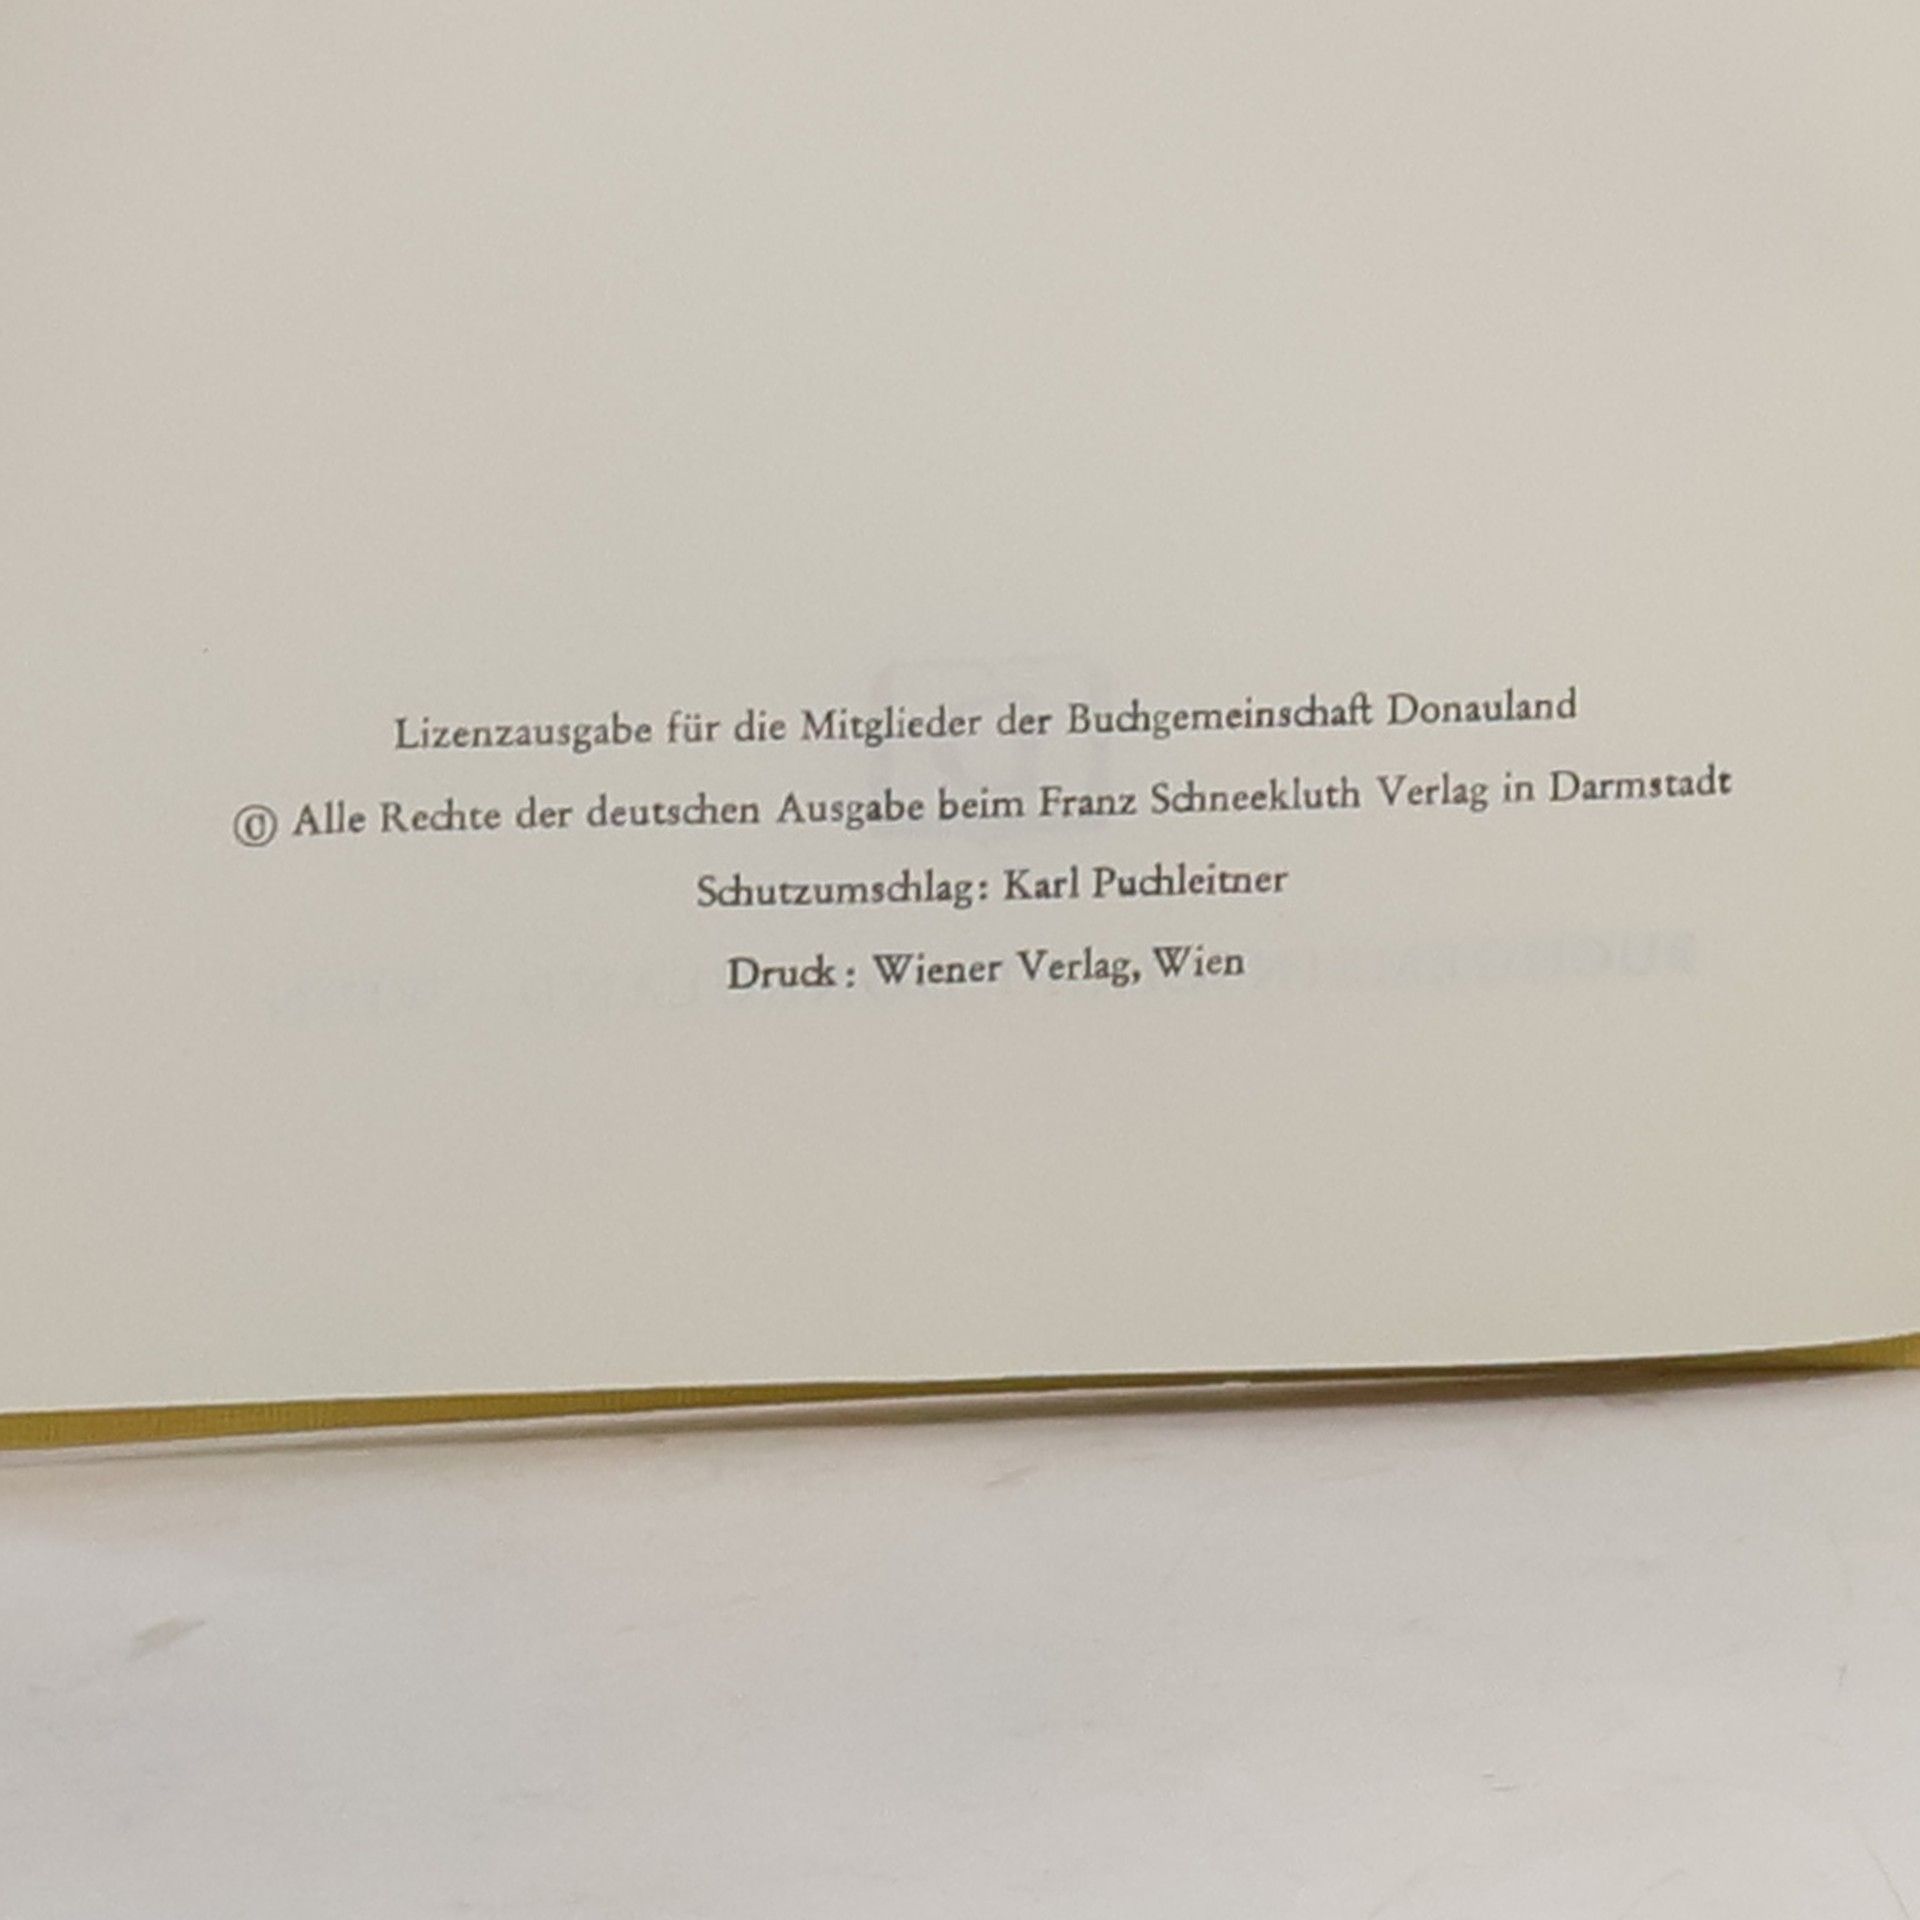 Lizenzausgabe für die Mitglieder der Buchgemeinschaft Donauland
© Alle Rechte der deutschen Ausgabe beim Franz Schneekluth Verlag in Darmstadt
Schutzumschlag: Karl Puchleitner
Druck: Wiener Verlag, Wien